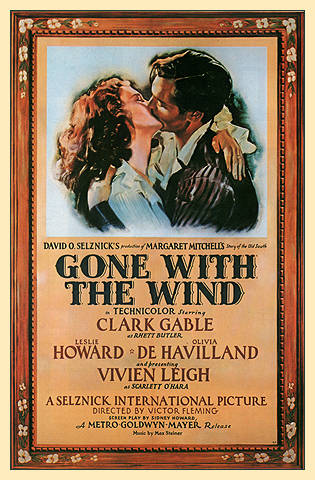 DAVID O. SELZNICK'S production of MARGARET MITCHELL'S Story of the Old South
GONE WITH
THE WIND
in TECHNICOLOR starring
CLARK GABLE
as RHETT BUTLER
LESLIE OLIVIA
HOWARD ★ DE HAVILLAND
and presenting
VIVIEN LEIGH
as SCARLETT O'HARA
A SELZNICK INTERNATIONAL PICTURE
DIRECTED BY VICTOR FLEMING
SCREEN PLAY BY SIDNEY HOWARD
A METRO-GOLDWYN-MAYER Release
Music by Max Steiner